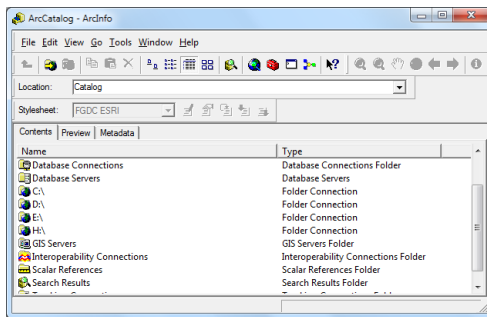 ArcCatalog - ArcInfo
File Edit View Go Tools Window Help
Location: Catalog
Stylesheet: FGDC ESRI
Contents Preview Metadata
Name Type
Database Connections Database Connections Folder
Database Servers Database Servers
C:\ Folder Connection
D:\ Folder Connection
E:\ Folder Connection
H:\ Folder Connection
GIS Servers GIS Servers Folder
Interoperability Connections Interoperability Connections Folder
Scalar References Scalar References Folder
Search Results Search Results Folder